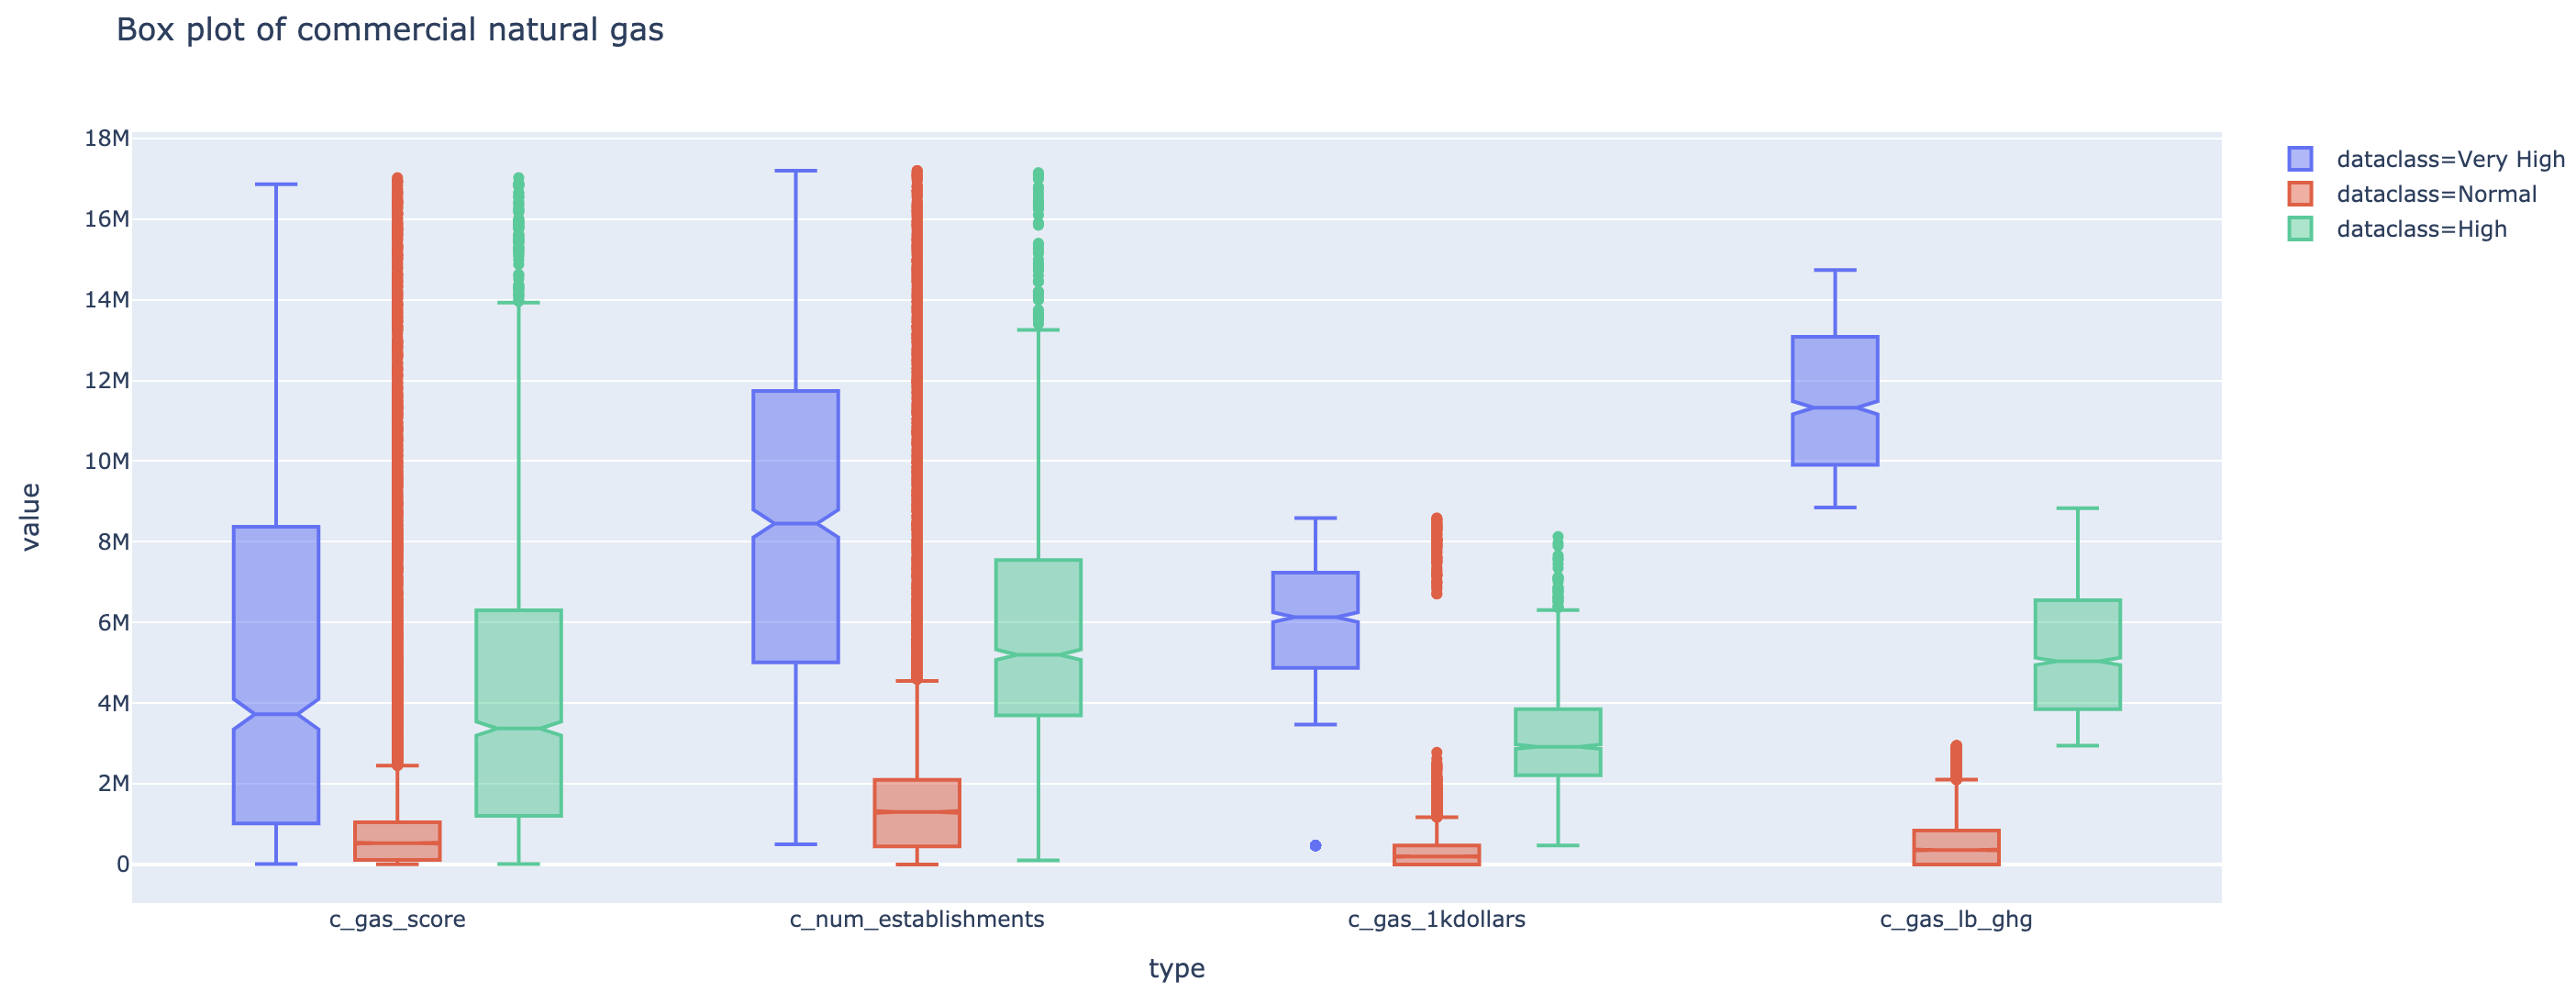 Box plot of commercial natural gas
18M
16M
14M
12M
10M
8M
6M
4M
2M
0
value
c_gas_score
c_num_establishments
c_gas_1kdollars
c_gas_lb_ghg
type
dataclass=Very High
dataclass=Normal
dataclass=High